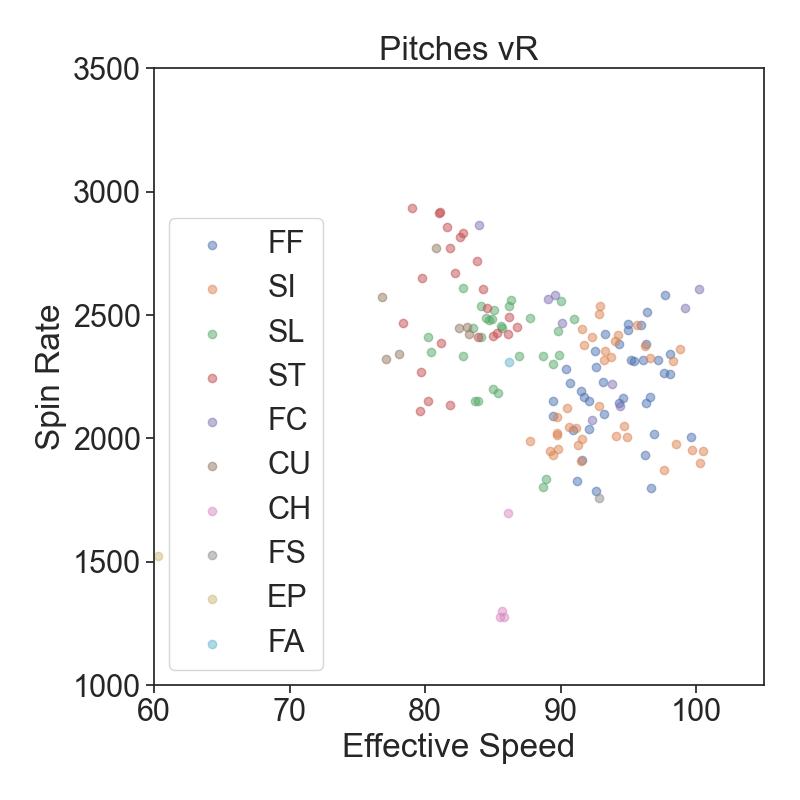 Pitches vR
3500
3000
2500
2000
1500
1000
Spin Rate
FF
SI
SL
ST
FC
CU
CH
FS
EP
FA
60 70 80 90 100
Effective Speed